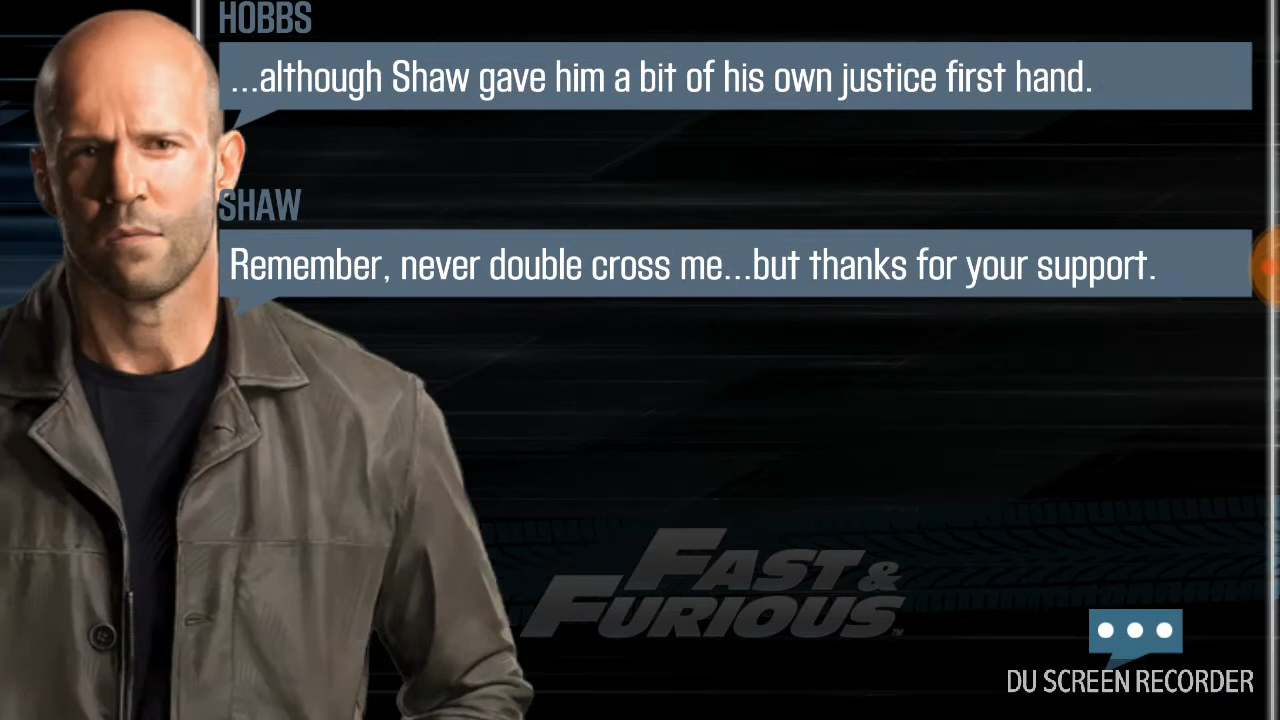 HOBBS
...although Shaw gave him a bit of his own justice first hand.
SHAW
Remember, never double cross me...but thanks for your support.
FAST &
FURIOUS™
DU SCREEN RECORDER